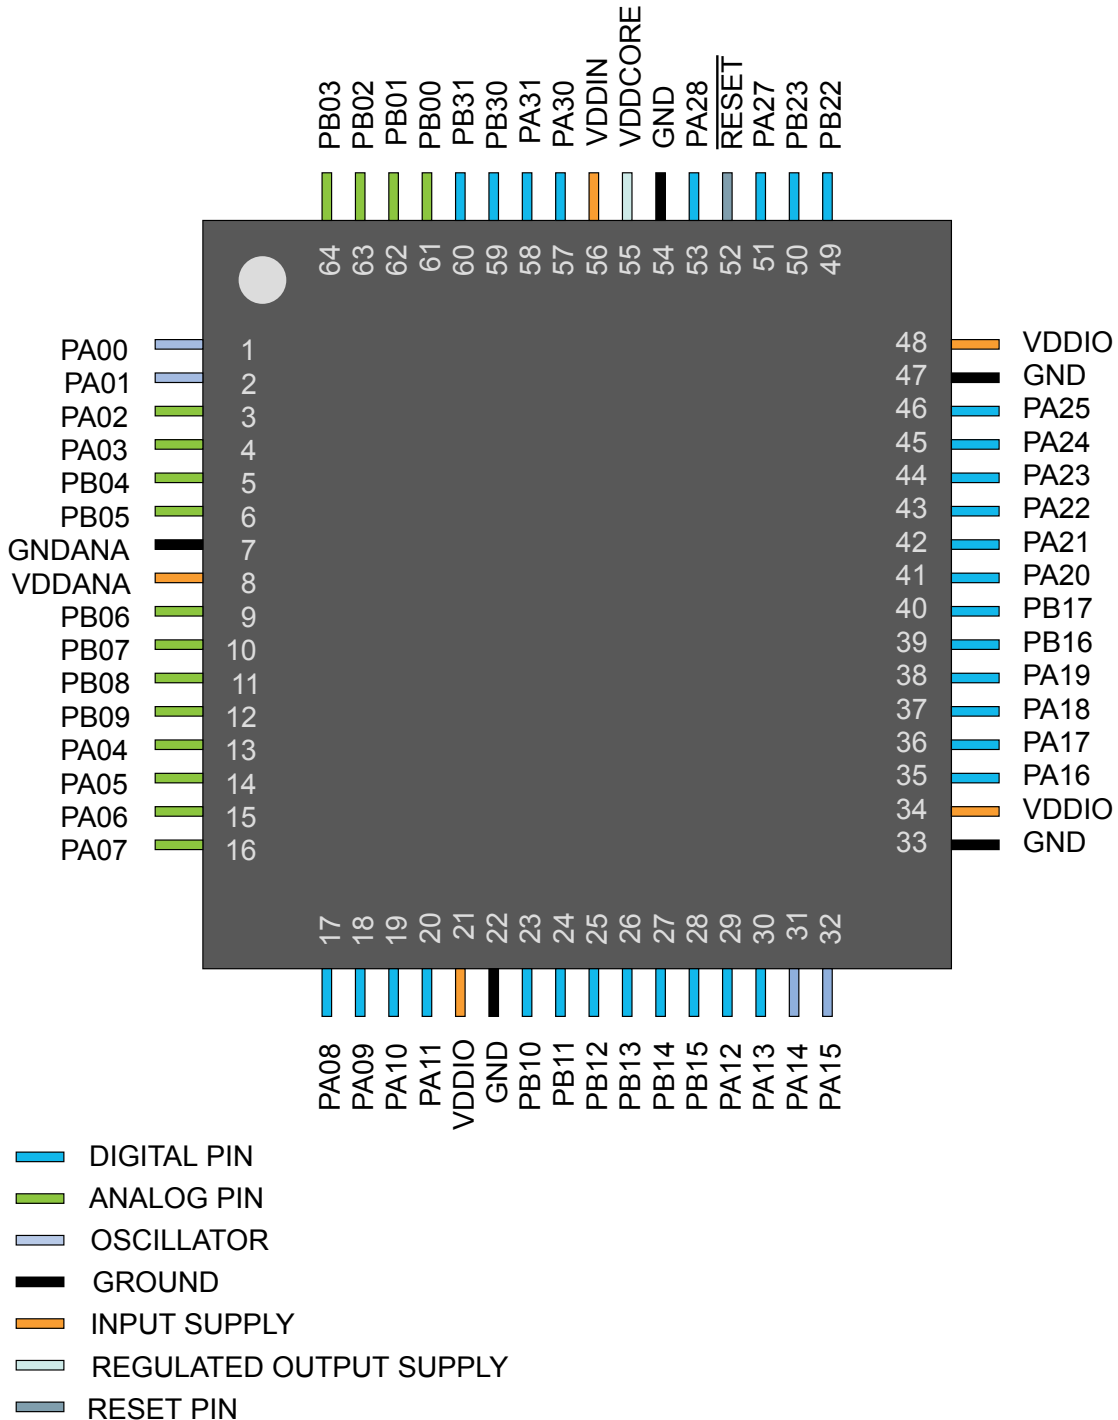 PB03
PB02
PB01
PB00
PB31
PB30
PA31
PA30
VDDIN
VDDCORE
GND
PA28
RESET
PA27
PB23
PB22
64
63
62
61
60
59
58
57
56
55
54
53
52
51
50
49
PA00 1
PA01 2
PA02 3
PA03 4
PB04 5
PB05 6
GNDANA 7
VDDANA 8
PB06 9
PB07 10
PB08 11
PB09 12
PA04 13
PA05 14
PA06 15
PA07 16
48 VDDIO
47 GND
46 PA25
45 PA24
44 PA23
43 PA22
42 PA21
41 PA20
40 PB17
39 PB16
38 PA19
37 PA18
36 PA17
35 PA16
34 VDDIO
33 GND
17
18
19
20
21
22
23
24
25
26
27
28
29
30
31
32
PA08
PA09
PA10
PA11
VDDIO
GND
PB10
PB11
PB12
PB13
PB14
PB15
PA12
PA13
PA14
PA15
DIGITAL PIN
ANALOG PIN
OSCILLATOR
GROUND
INPUT SUPPLY
REGULATED OUTPUT SUPPLY
RESET PIN